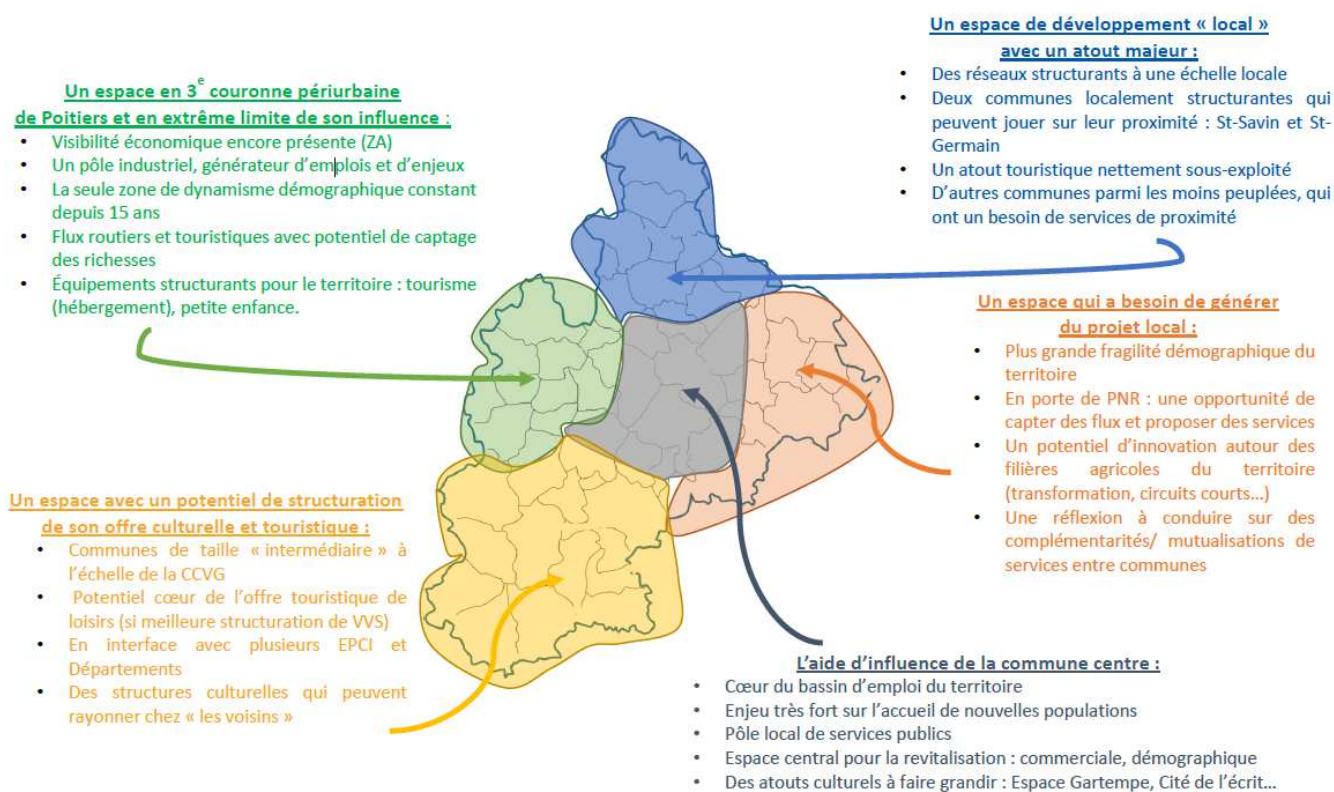 Un espace de développement « local »
avec un atout majeur :
• Des réseaux structurants à une échelle locale
• Deux communes localement structurantes qui
peuvent jouer sur leur proximité : St-Savin et St-
Germain
• Un atout touristique nettement sous-exploité
• D'autres communes parmi les moins peuplées, qui
ont un besoin de services de proximité
Un espace en 3e couronne périurbaine
de Poitiers et en extrême limite de son influence :
• Visibilité économique encore présente (ZA)
• Un pôle industriel, générateur d'emplois et d'enjeux
• La seule zone de dynamisme démographique constant
depuis 15 ans
• Flux routiers et touristiques avec potentiel de captage
des richesses
• Équipements structurants pour le territoire : tourisme
(hébergement), petite enfance.
Un espace qui a besoin de générer
du projet local :
• Plus grande fragilité démographique du
territoire
• En porte de PNR : une opportunité de
capter des flux et proposer des services
• Un potentiel d'innovation autour des
filières agricoles du territoire
(transformation, circuits courts…)
• Une réflexion à conduire sur des
complémentarités/ mutualisations de
services entre communes
Un espace avec un potentiel de structuration
de son offre culturelle et touristique :
• Communes de taille « intermédiaire » à
l'échelle de la CCVG
• Potentiel cœur de l'offre touristique de
loisirs (si meilleure structuration de VVS)
• En interface avec plusieurs EPCI et
Départements
• Des structures culturelles qui peuvent
rayonner chez « les voisins »
L'aide d'influence de la commune centre :
• Cœur du bassin d'emploi du territoire
• Enjeu très fort sur l'accueil de nouvelles populations
• Pôle local de services publics
• Espace central pour la revitalisation : commerciale, démographique
• Des atouts culturels à faire grandir : Espace Gartempe, Cité de l'écrit…